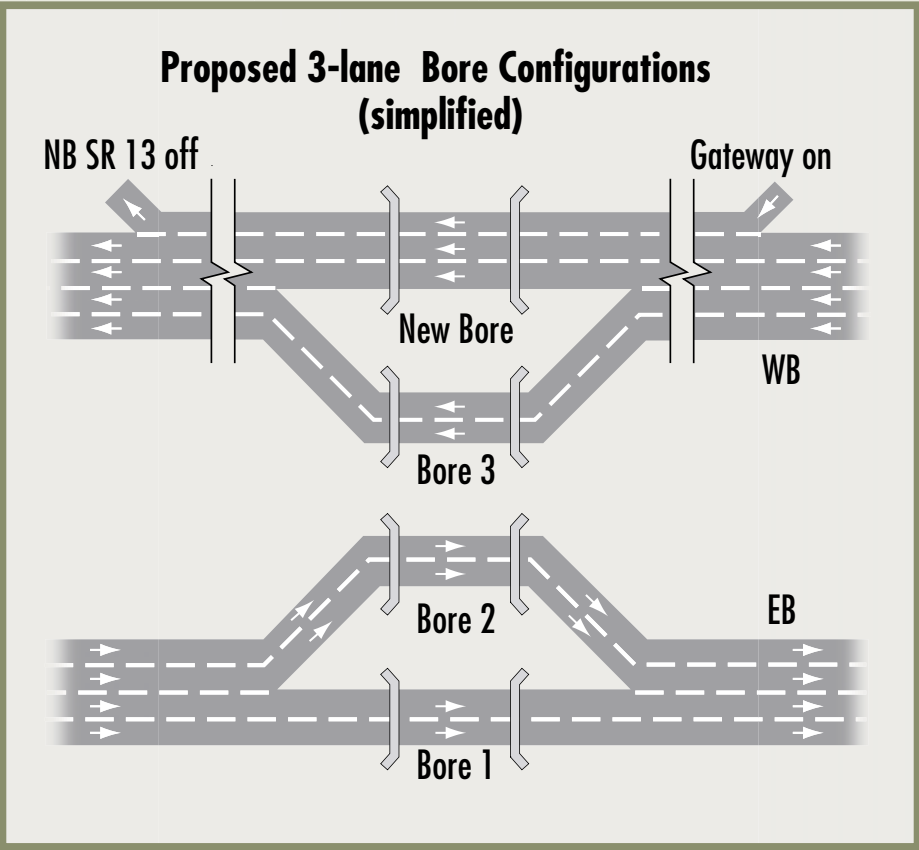 Proposed 3-lane Bore Configurations
(simplified)
NB SR 13 off
Gateway on
New Bore
WB
Bore 3
Bore 2
EB
Bore 1